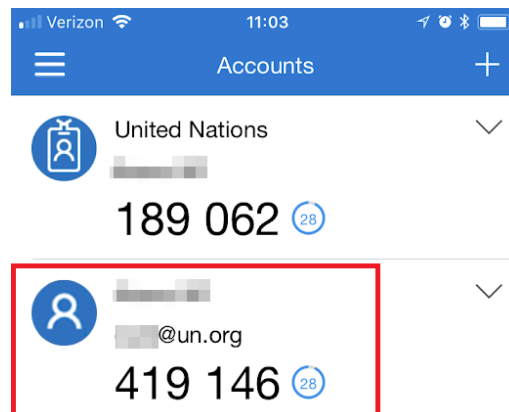 Verizon 11:03
Accounts
United Nations
189 062 28
@un.org
419 146 28